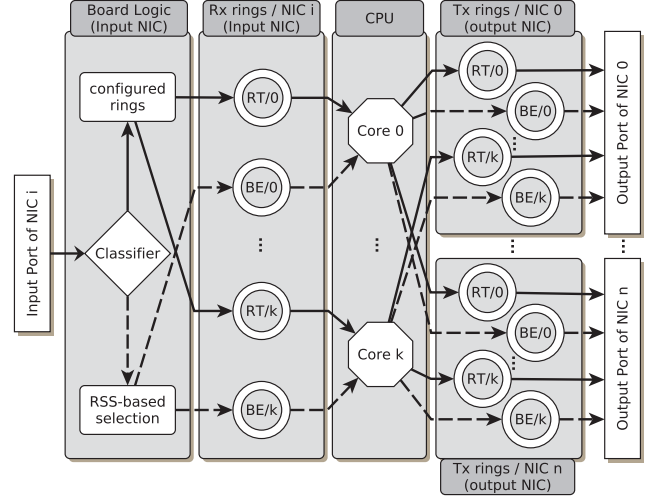 Board Logic
(Input NIC)
Rx rings / NIC i
(Input NIC)
CPU
Tx rings / NIC 0
(output NIC)
Input Port of NIC i
Classifier
configured
rings
RSS-based
selection
RT/0
BE/0
...
RT/k
BE/k
Core 0
...
Core k
RT/0
BE/0
...
RT/k
BE/k
Output Port of NIC 0
...
...
RT/0
BE/0
...
RT/k
BE/k
Output Port of NIC n
Tx rings / NIC n
(output NIC)